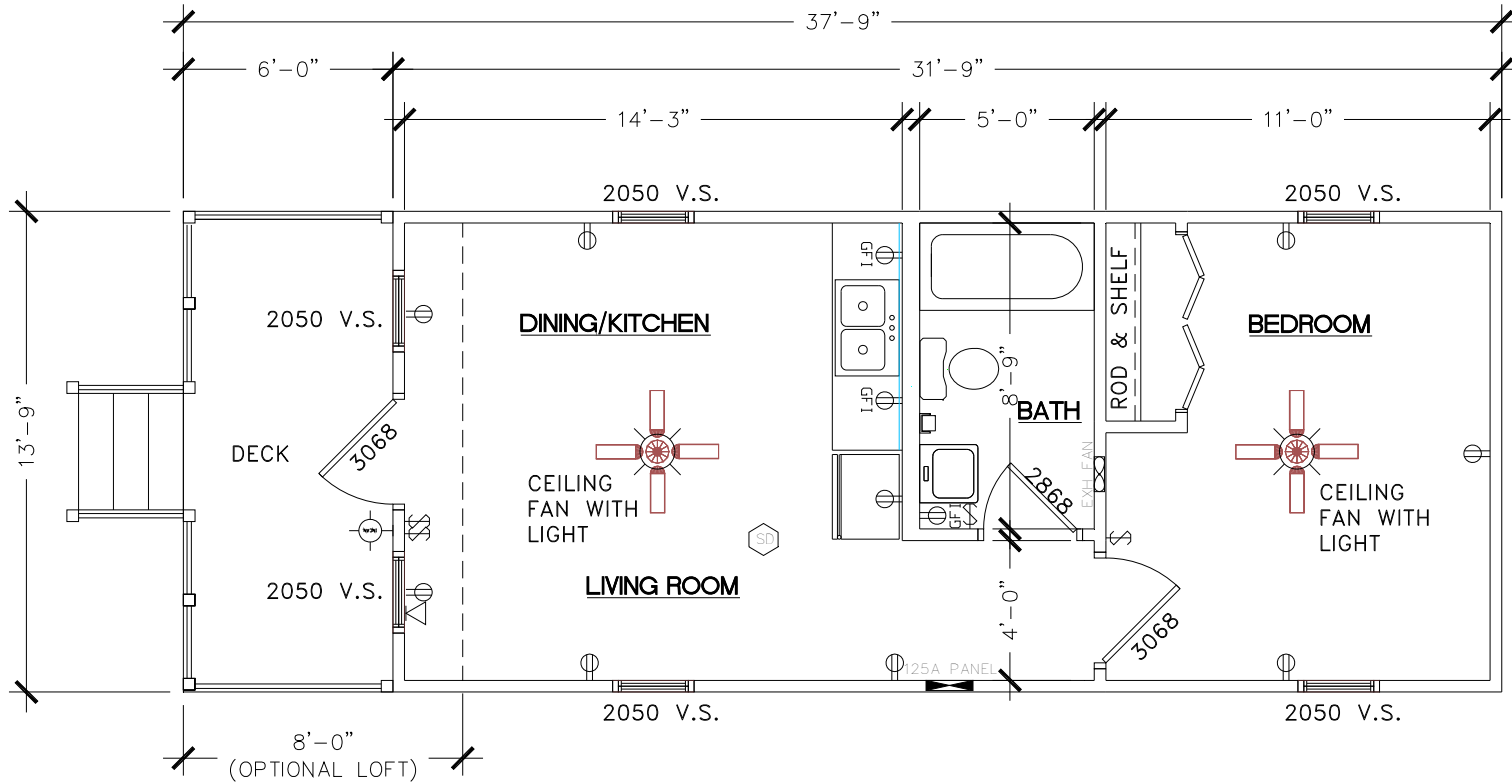 37'-9"
6'-0"
31'-9"
14'-3"
5'-0"
11'-0"
2050 V.S.
2050 V.S.
13'-9"
DECK
2050 V.S.
2050 V.S.
3068
DINING/KITCHEN
CEILING
FAN WITH
LIGHT
LIVING ROOM
SD
GFI
GFI
GFI
8'-9"
BATH
2868
EXH FAN
4'-0"
125A PANEL
ROD & SHELF
BEDROOM
CEILING
FAN WITH
LIGHT
S
S
S
S
3068
2050 V.S.
2050 V.S.
8'-0"
(OPTIONAL LOFT)